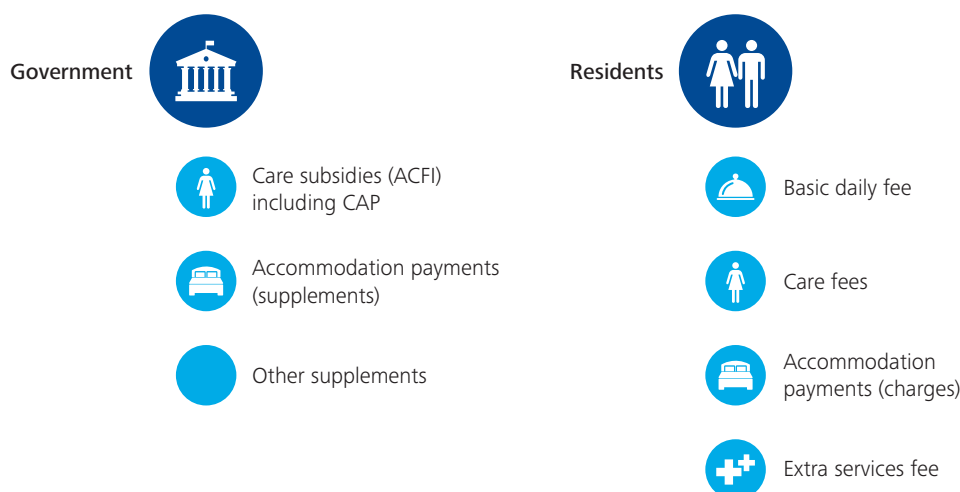 Government
Care subsidies (ACFI)
including CAP
Accommodation payments
(supplements)
Other supplements
Residents
Basic daily fee
Care fees
Accommodation
payments (charges)
Extra services fee